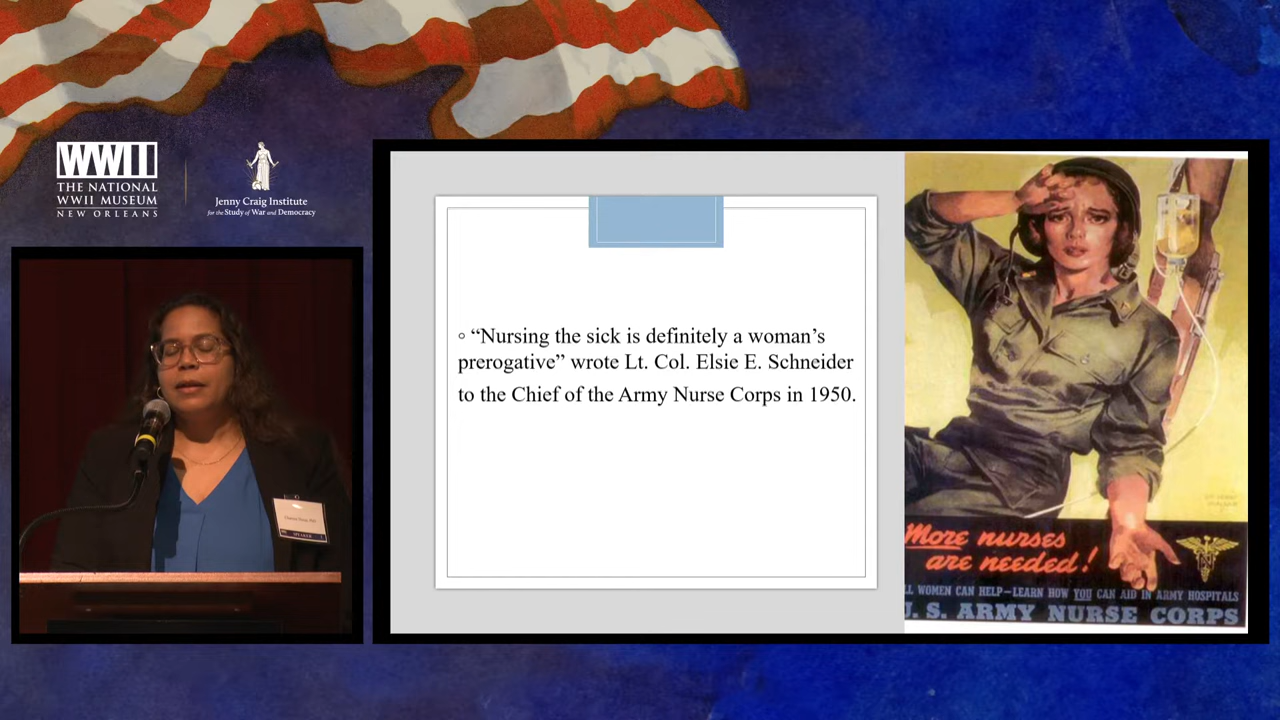 WWII
THE NATIONAL
WWII MUSEUM
NEW ORLEANS
Jenny Craig Institute
for the Study of War and Democracy
SPEAKER
“Nursing the sick is definitely a woman’s
prerogative” wrote Lt. Col. Elsie E. Schneider
to the Chief of the Army Nurse Corps in 1950.
More nurses
are needed!
LL WOMEN CAN HELP—LEARN HOW YOU CAN AID IN ARMY HOSPITALS
U. S. ARMY NURSE CORPS